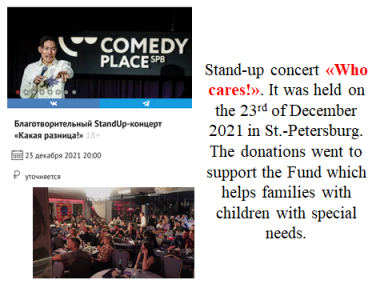 COMEDY
PLACE SPB
Благотворительный StandUp-концерт
«Какая разница!» 18+
23 декабря 2021 20:00
₽ уточняется
Stand-up concert «Who
cares!». It was held on
the 23rd of December
2021 in St.-Petersburg.
The donations went to
support the Fund which
helps families with
children with special
needs.